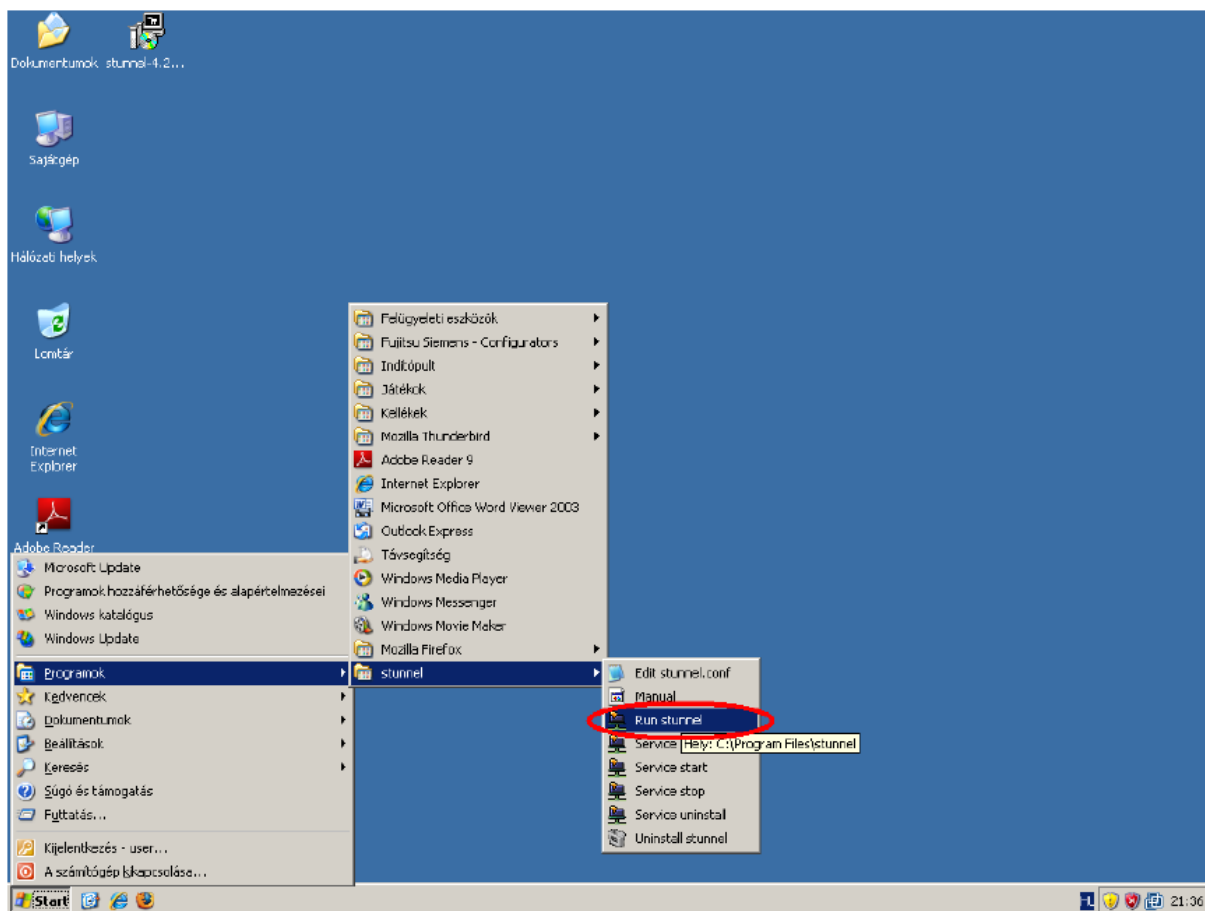 Dokumentumok
stunnel-4.2...
Sajátgép
Hálózati helyek
Lomtár
Internet
Explorer
Adobe Reader
Microsoft Update
Programok hozzáférhetősége és alapértelmezései
Windows katalógus
Windows Update
Programok
Kedvencek
Dokumentumok
Beállítások
Keresés
Súgó és támogatás
Futtatás...
Kijelentkezés - user...
A számítógép kikapcsolása...
Felügyeleti eszközök
Fujitsu Siemens - Configurators
Indítópult
Játékok
Kellékek
Mozilla Thunderbird
Adobe Reader 9
Internet Explorer
Microsoft Office Word Viewer 2003
Outlook Express
Távsegítség
Windows Media Player
Windows Messenger
Windows Movie Maker
Mozilla Firefox
stunnel
Edit stunnel.conf
Manual
Run stunnel
Service
Hely: C:\Program Files\stunnel
Service start
Service stop
Service uninstall
Uninstall stunnel
Start
21:36